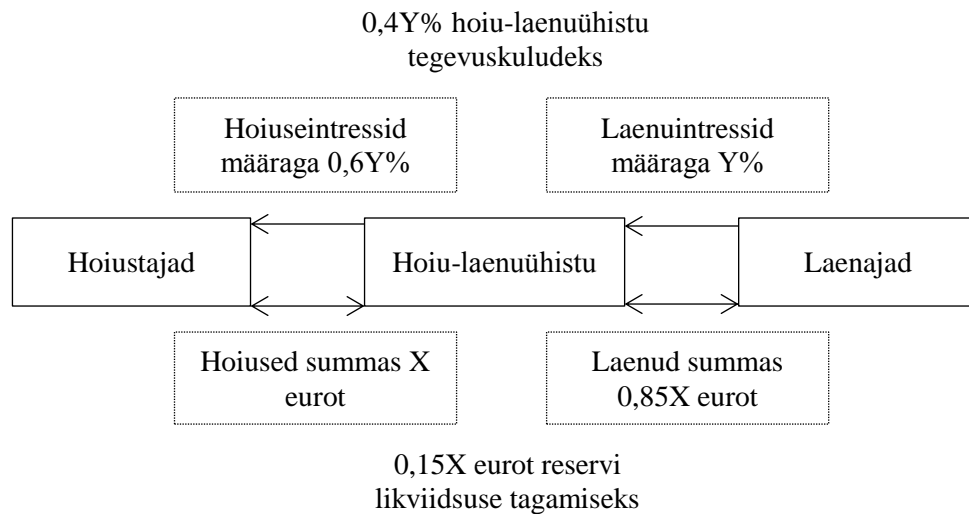 0,4Y% hoiu-laenuühistu
tegevuskuludeks
Hoiuseintressid
määraga 0,6Y%
Laenuintressid
määraga Y%
Hoiustajad
Hoiu-laenuühistu
Laenajad
Hoiused summas X
eurot
Laenud summas
0,85X eurot
0,15X eurot reservi
likviidsuse tagamiseks